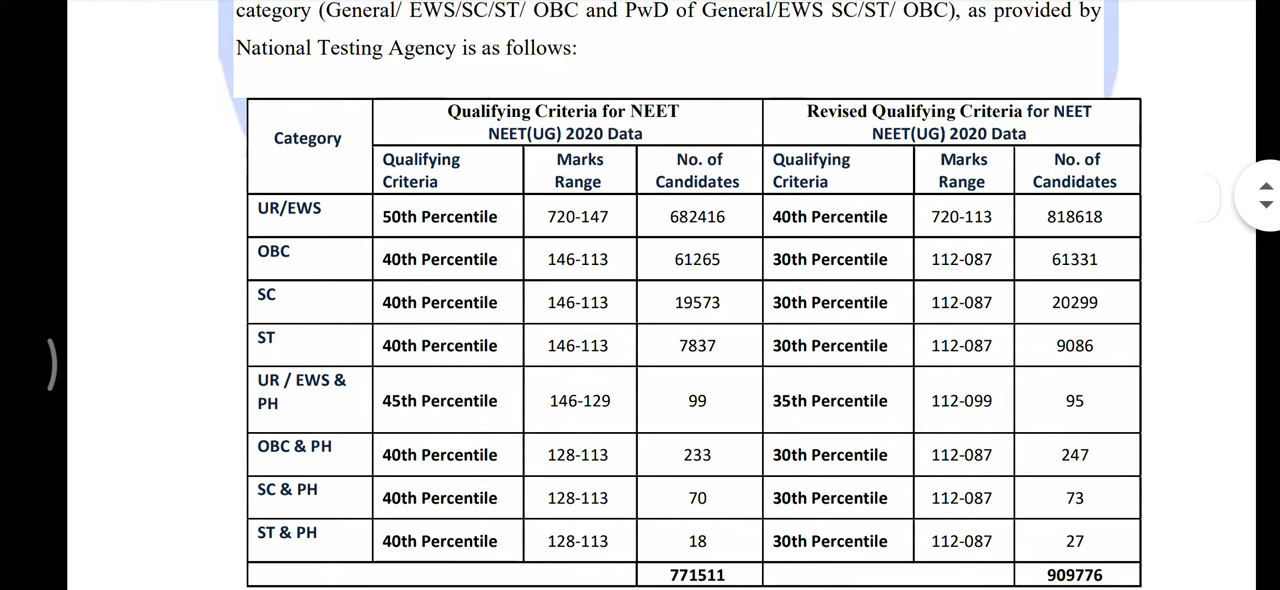 category (General/ EWS/SC/ST/ OBC and PwD of General/EWS SC/ST/ OBC), as provided by
National Testing Agency is as follows:
Category Qualifying Criteria for NEET NEET(UG) 2020 Data Revised Qualifying Criteria for NEET NEET(UG) 2020 Data
Qualifying Criteria Marks Range No. of Candidates Qualifying Criteria Marks Range No. of Candidates
UR/EWS 50th Percentile 720-147 682416 40th Percentile 720-113 818618
OBC 40th Percentile 146-113 61265 30th Percentile 112-087 61331
SC 40th Percentile 146-113 19573 30th Percentile 112-087 20299
ST 40th Percentile 146-113 7837 30th Percentile 112-087 9086
UR / EWS & PH 45th Percentile 146-129 99 35th Percentile 112-099 95
OBC & PH 40th Percentile 128-113 233 30th Percentile 112-087 247
SC & PH 40th Percentile 128-113 70 30th Percentile 112-087 73
ST & PH 40th Percentile 128-113 18 30th Percentile 112-087 27
771511 909776